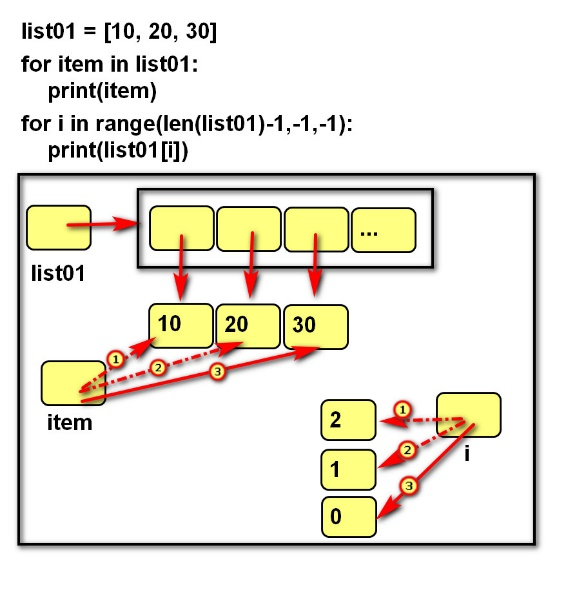 list01 = [10, 20, 30]
for item in list01:
    print(item)
for i in range(len(list01)-1,-1,-1):
    print(list01[i])
...
list01
10 20 30
1
2
3
item
2 1
1 2
0 3
i